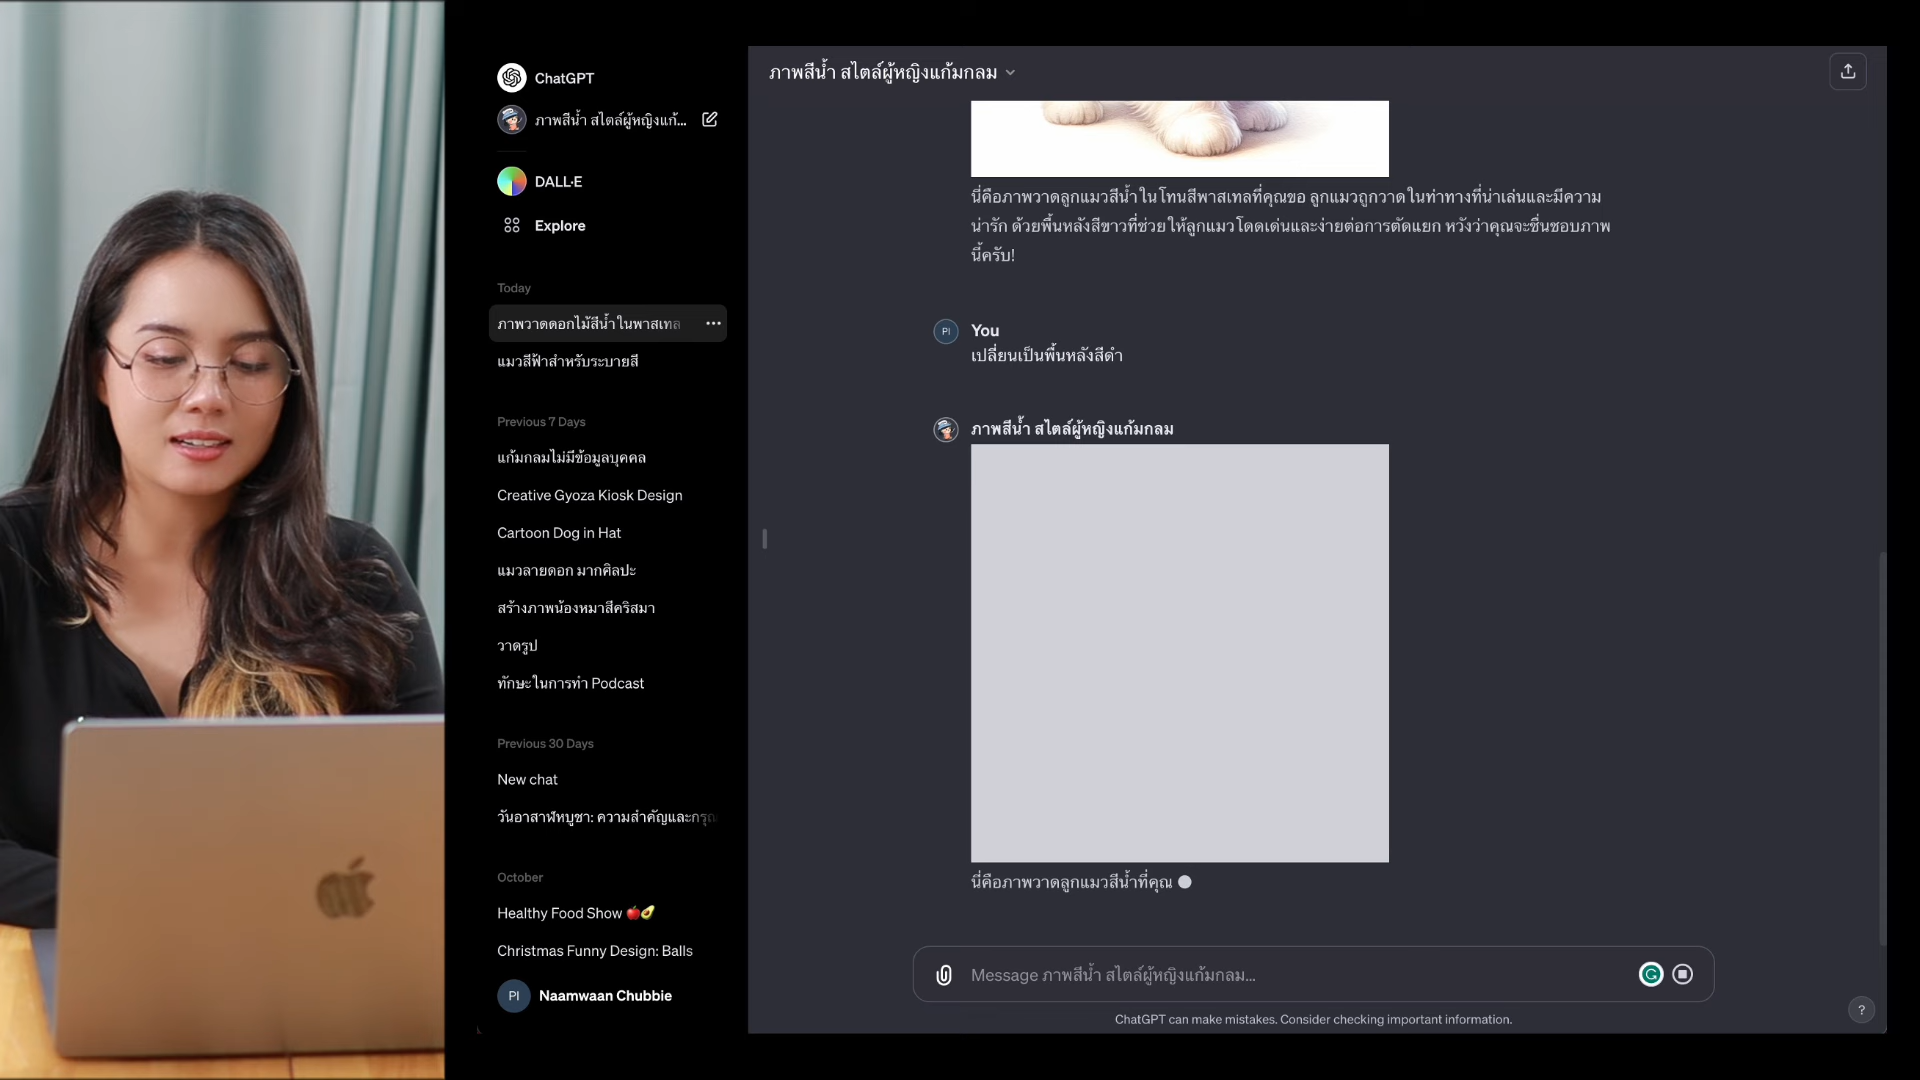 ChatGPT
ภาพสีน้ำ สไตล์ผู้หญิงแก้...
DALL·E
Explore
Today
ภาพวาดดอกไม้สีน้ำในพาสเทล
แมวสีฟ้าสำหรับระบายสี
Previous 7 Days
แก้มกลมไม่มีข้อมูลบุคคล
Creative Gyoza Kiosk Design
Cartoon Dog in Hat
แมวลายดอก มากศิลปะ
สร้างภาพน้องหมาสีคริสมา
วาดรูป
ทักษะในการทำ Podcast
Previous 30 Days
New chat
วันอาสาฬหบูชา: ความสำคัญและกรุณ
October
Healthy Food Show 🍎🥑
Christmas Funny Design: Balls
PI
Naamwaan Chubbie
ภาพสีน้ำ สไตล์ผู้หญิงแก้มกลม
นี่คือภาพวาดลูกแมวสีน้ำในโทนสีพาสเทลที่คุณขอ ลูกแมวถูกวาดในท่าทางที่น่าเล่นและมีความ
น่ารัก ด้วยพื้นหลังสีขาวที่ช่วยให้ลูกแมวโดดเด่นและง่ายต่อการตัดแยก หวังว่าคุณจะชื่นชอบภาพ
นี้ครับ!
PI
You
เปลี่ยนเป็นพื้นหลังสีดำ
ภาพสีน้ำ สไตล์ผู้หญิงแก้มกลม
นี่คือภาพวาดลูกแมวสีน้ำที่คุณ
Message ภาพสีน้ำ สไตล์ผู้หญิงแก้มกลม...
ChatGPT can make mistakes. Consider checking important information.
?